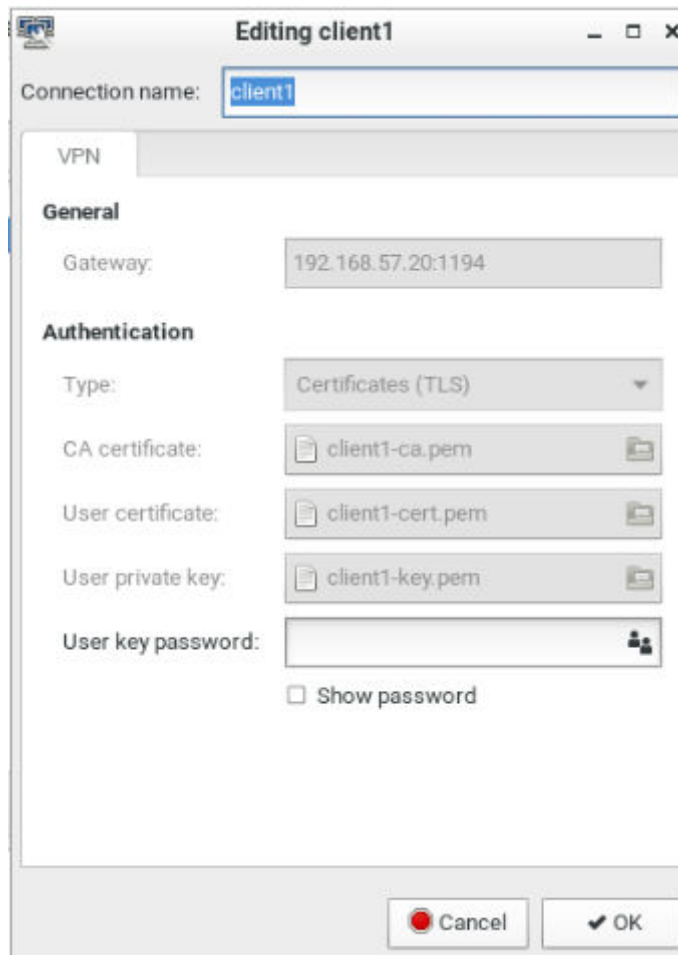 Editing client1
Connection name: client1
VPN
General
Gateway: 192.168.57.20:1194
Authentication
Type: Certificates (TLS)
CA certificate: client1-ca.pem
User certificate: client1-cert.pem
User private key: client1-key.pem
User key password:
Show password
Cancel OK